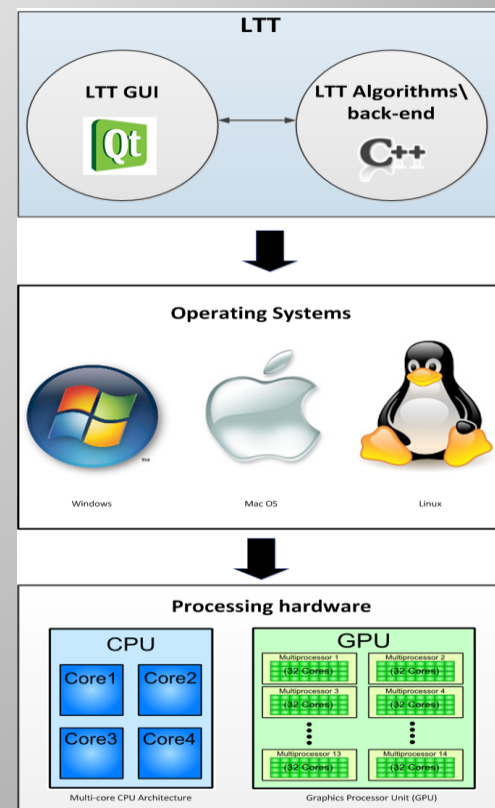 LTT
LTT GUI
Qt
LTT Algorithms\
back-end
C++
Operating Systems
TM
Windows
Mac OS
Linux
Processing hardware
CPU
Core1
Core2
Core3
Core4
Multi-core CPU Architecture
GPU
Multiprocessor 1
(32 Cores)
Multiprocessor 2
(32 Cores)
Multiprocessor 3
(32 Cores)
Multiprocessor 4
(32 Cores)
Multiprocessor 13
(32 Cores)
Multiprocessor 14
(32 Cores)
Graphics Processor Unit (GPU)